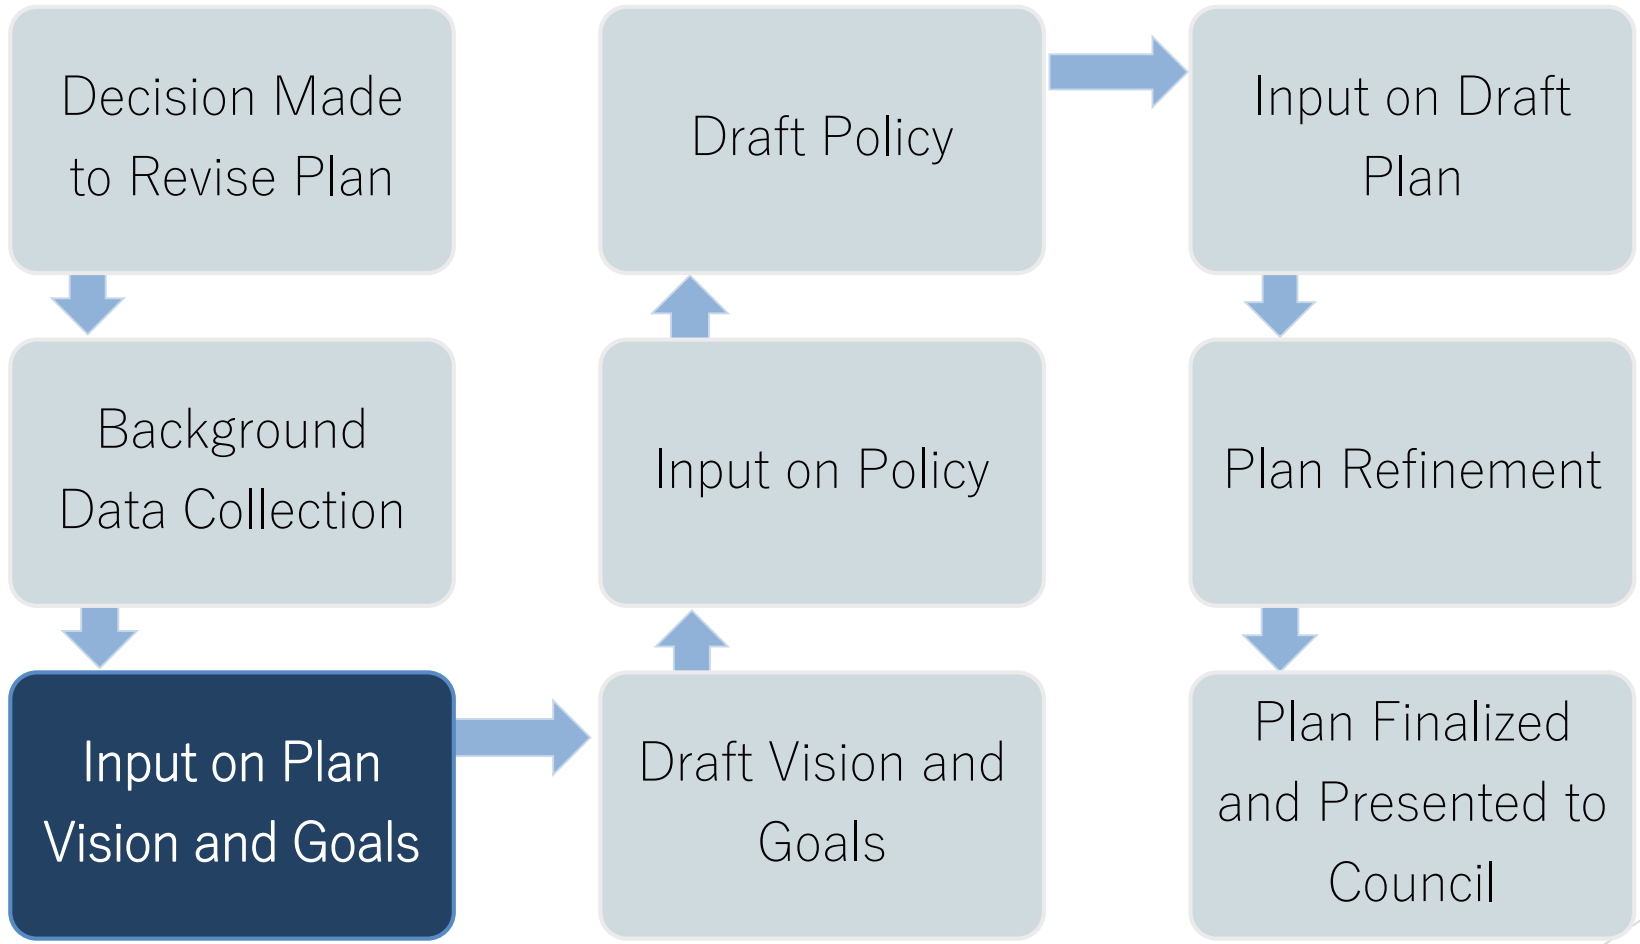 Decision Made
to Revise Plan
Background
Data Collection
Input on Plan
Vision and Goals
Draft Vision and
Goals
Input on Policy
Draft Policy
Input on Draft
Plan
Plan Refinement
Plan Finalized
and Presented to
Council